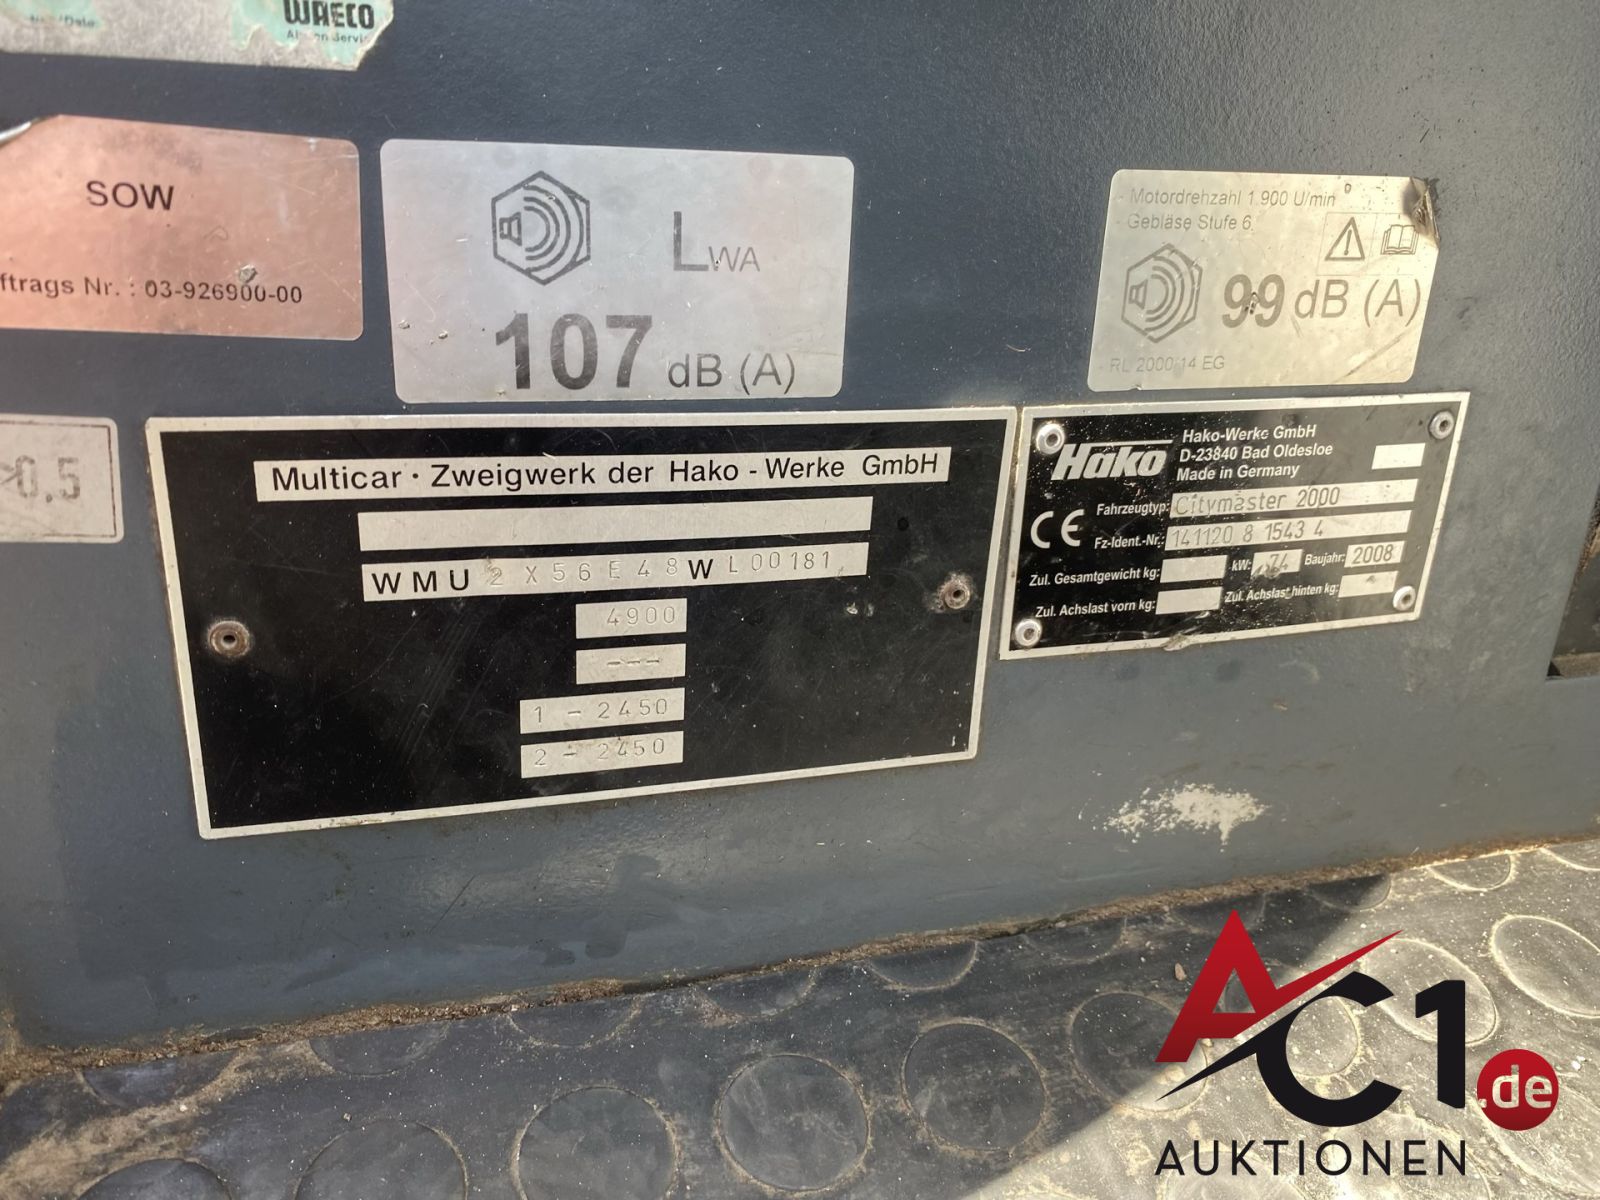 WAECO
SOW
ftrags Nr. : 03-926900-00
LWA
107 dB (A)
Motordrehzahl 1.900 U/min
Gebläse Stufe 6
99 dB (A)
RL 2000/14 EG
>0,5
Multicar · Zweigwerk der Hako - Werke GmbH
WMU2X56E48WL00181
4900
---
1 - 2450
2 - 2450
Hako
Hako-Werke GmbH
D-23840 Bad Oldesloe
Made in Germany
CE
Fahrzeugtyp: Citymaster 2000
Fz-Ident.-Nr.: 141120 8 1543 4
Zul. Gesamtgewicht kg: kW: 74 Baujahr: 2008
Zul. Achslast vorn kg: Zul. Achslast hinten kg:
AC1.de
AUKTIONEN